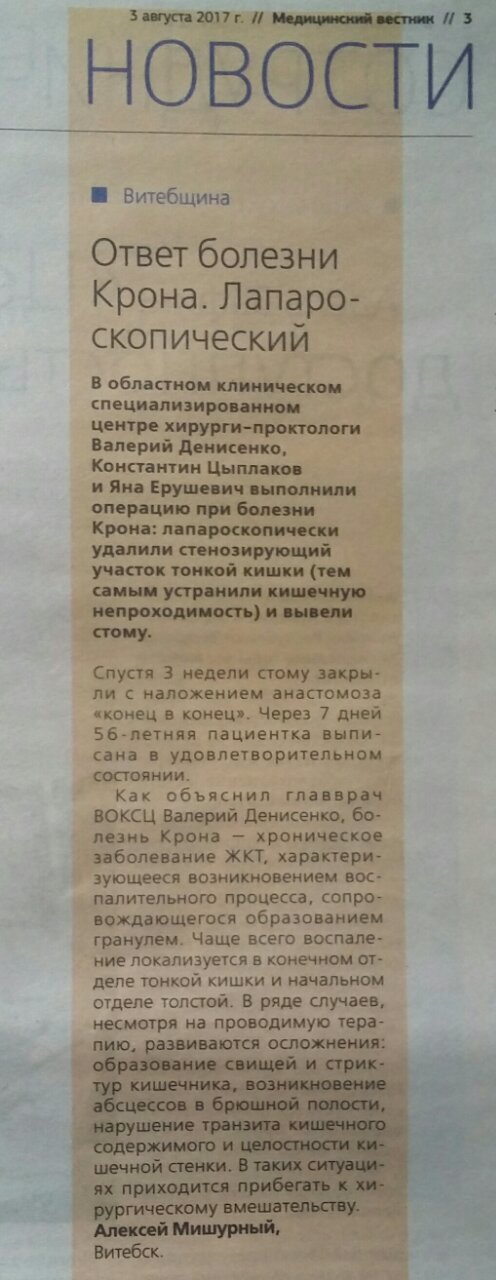 3 августа 2017 г. // Медицинский вестник // 3
НОВОСТИ
Витебщина
Ответ болезни
Крона. Лапаро-
скопический
В областном клиническом
специализированном
центре хирурги-проктологи
Валерий Денисенко,
Константин Цыплаков
и Яна Ерушевич выполнили
операцию при болезни
Крона: лапароскопически
удалили стенозирующий
участок тонкой кишки (тем
самым устранили кишечную
непроходимость) и вывели
стому.
Спустя 3 недели стому закры-
ли с наложением анастомоза
«конец в конец». Через 7 дней
56-летняя пациентка выпи-
сана в удовлетворительном
состоянии.
Как объяснил главврач
ВОКСЦ Валерий Денисенко, бо-
лезнь Крона — хроническое
заболевание ЖКТ, характери-
зующееся возникновением вос-
палительного процесса, сопро-
вождающегося образованием
гранулем. Чаще всего воспале-
ние локализуется в конечном от-
деле тонкой кишки и начальном
отделе толстой. В ряде случаев,
несмотря на проводимую тера-
пию, развиваются осложнения:
образование свищей и стрик-
тур кишечника, возникновение
абсцессов в брюшной полости,
нарушение транзита кишечного
содержимого и целостности ки-
шечной стенки. В таких ситуаци-
ях приходится прибегать к хи-
рургическому вмешательству.
Алексей Мишурный,
Витебск.